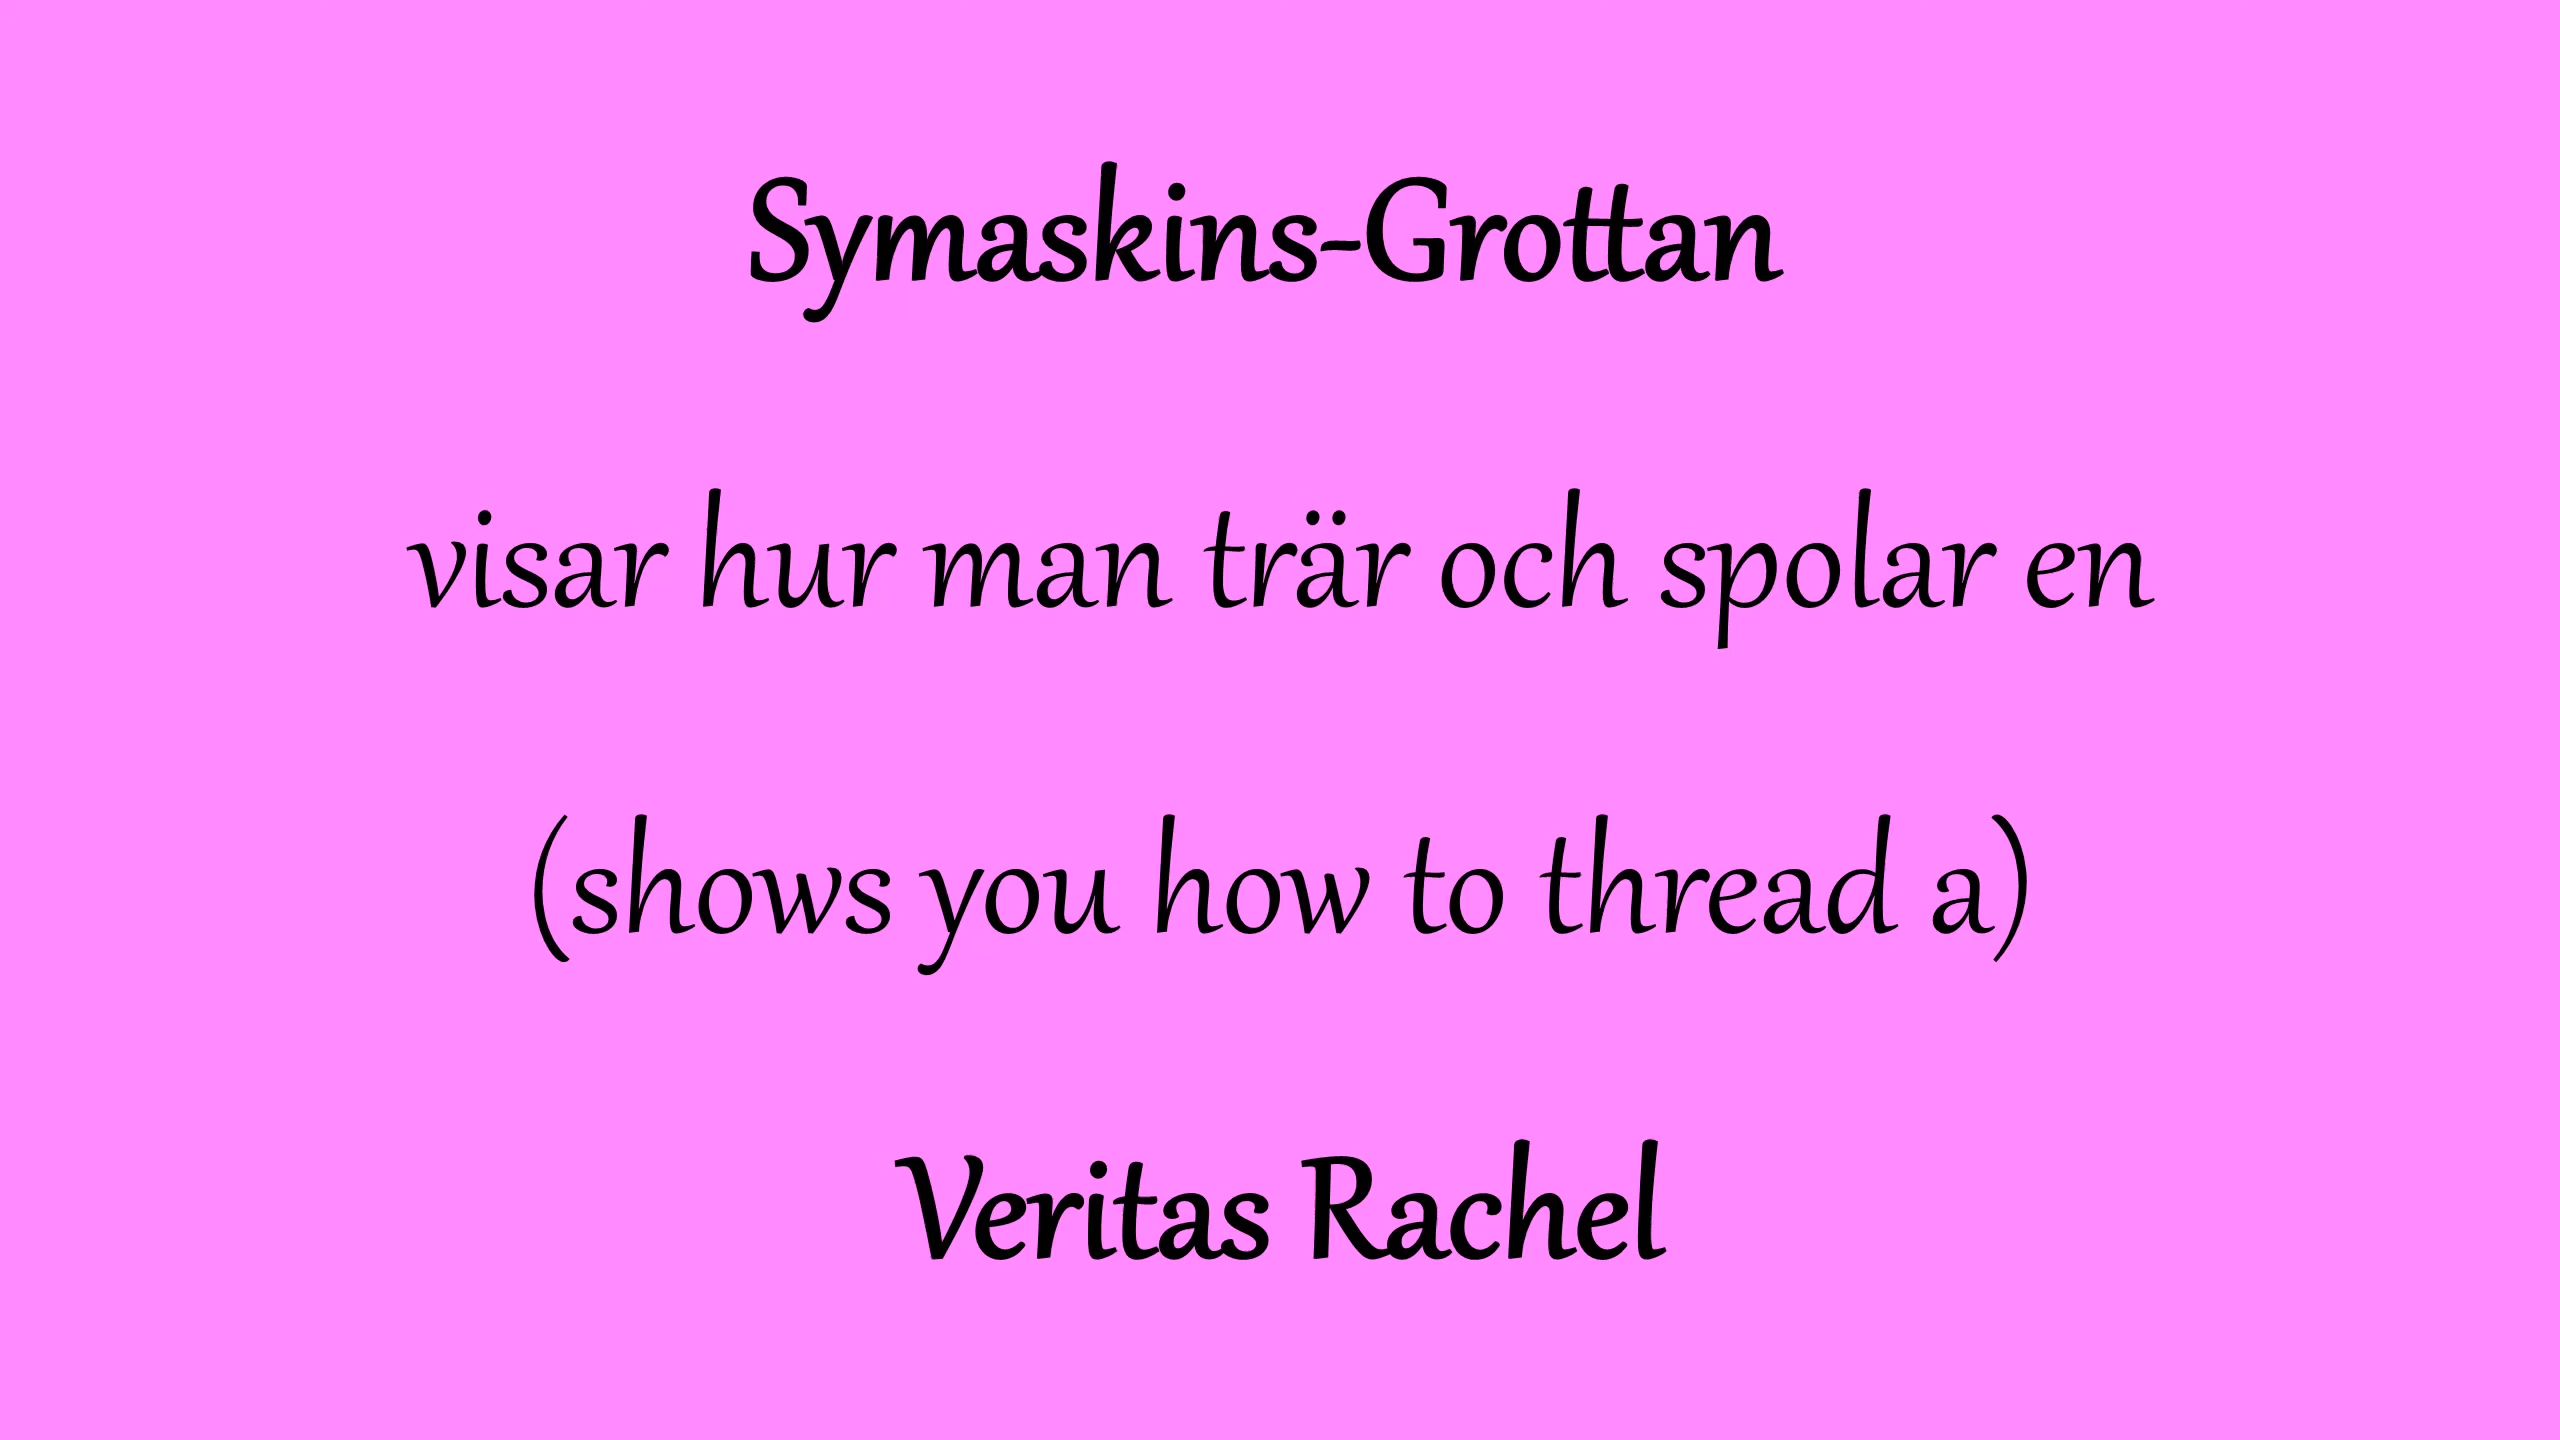 Symaskins-Grottan
visar hur man trär och spolar en
(shows you how to thread a)
Veritas Rachel